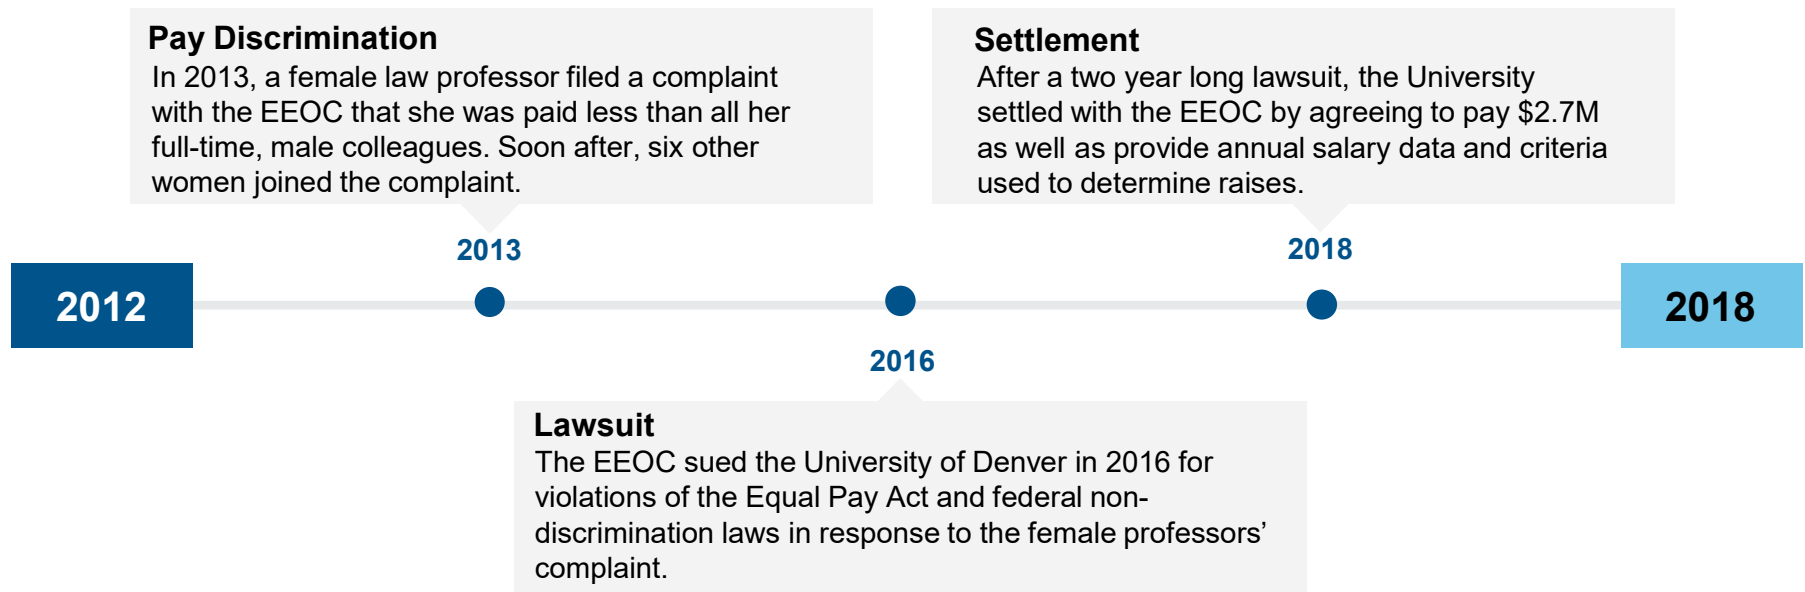 Pay Discrimination
In 2013, a female law professor filed a complaint
with the EEOC that she was paid less than all her
full-time, male colleagues. Soon after, six other
women joined the complaint.
Settlement
After a two year long lawsuit, the University
settled with the EEOC by agreeing to pay $2.7M
as well as provide annual salary data and criteria
used to determine raises.
2013
2018
2012
2018
2016
Lawsuit
The EEOC sued the University of Denver in 2016 for
violations of the Equal Pay Act and federal non-
discrimination laws in response to the female professors’
complaint.